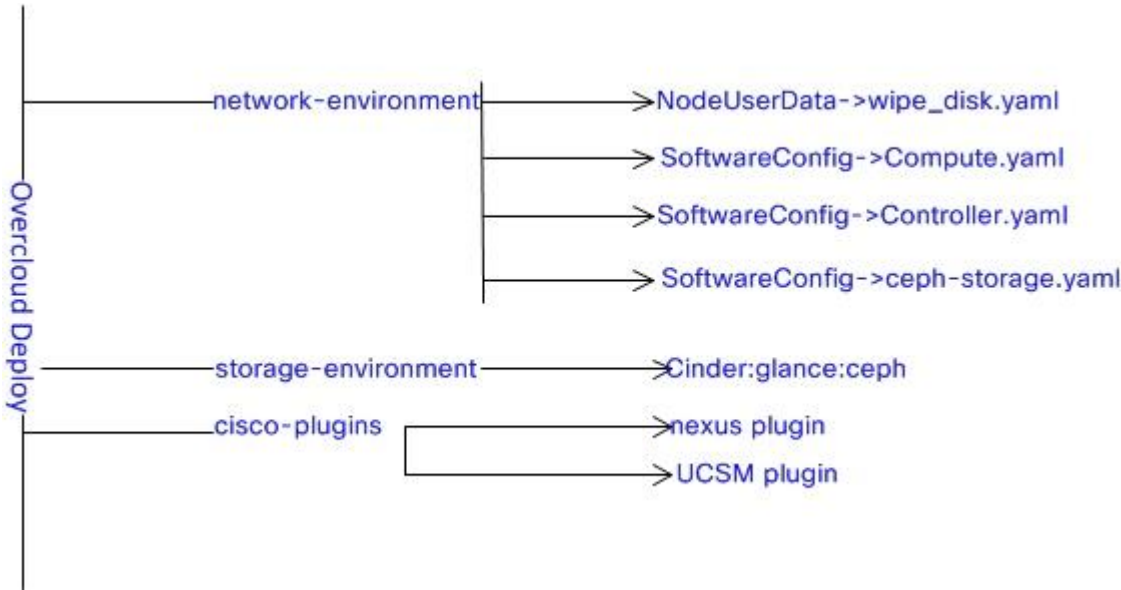 Overcloud Deploy
network-environment
NodeUserData->wipe_disk.yaml
SoftwareConfig->Compute.yaml
SoftwareConfig->Controller.yaml
SoftwareConfig->ceph-storage.yaml
storage-environment
Cinder:glance:ceph
cisco-plugins
nexus plugin
UCSM plugin